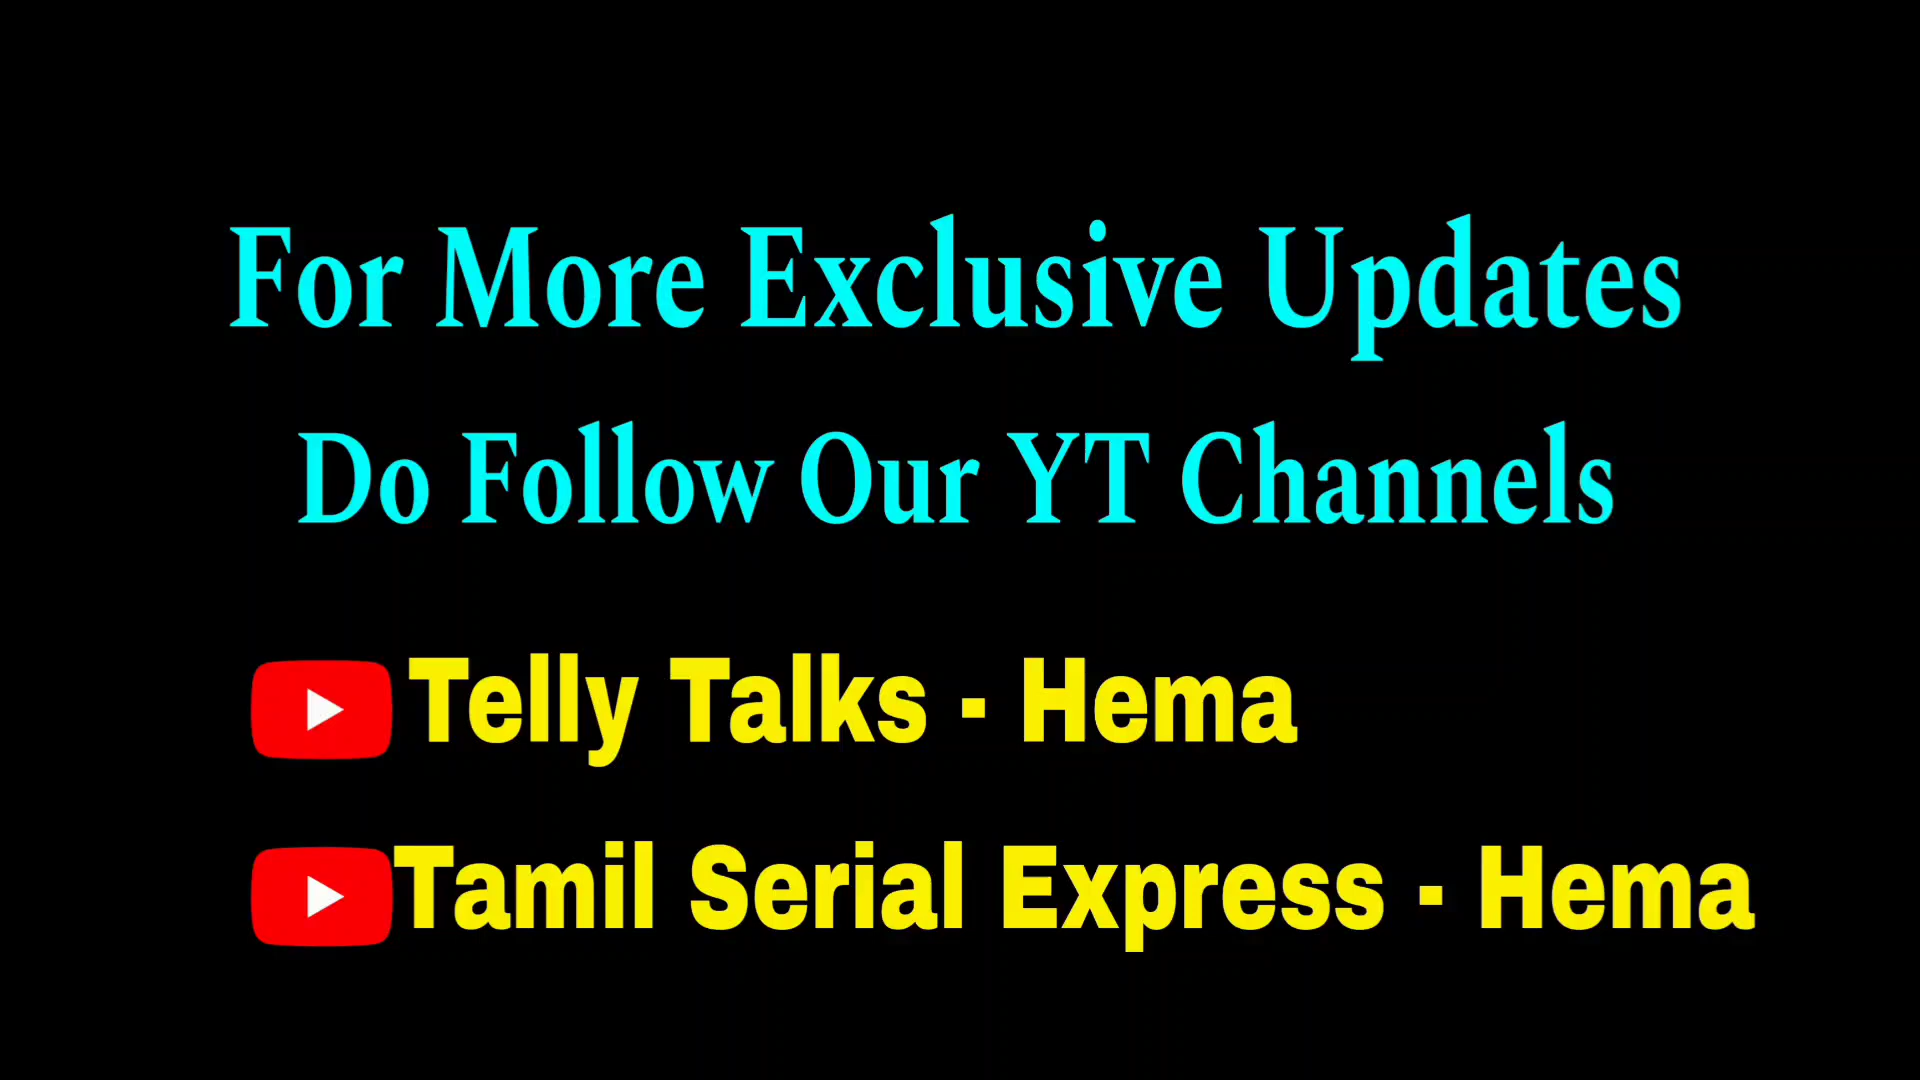 For More Exclusive Updates
Do Follow Our YT Channels
Telly Talks - Hema
Tamil Serial Express - Hema